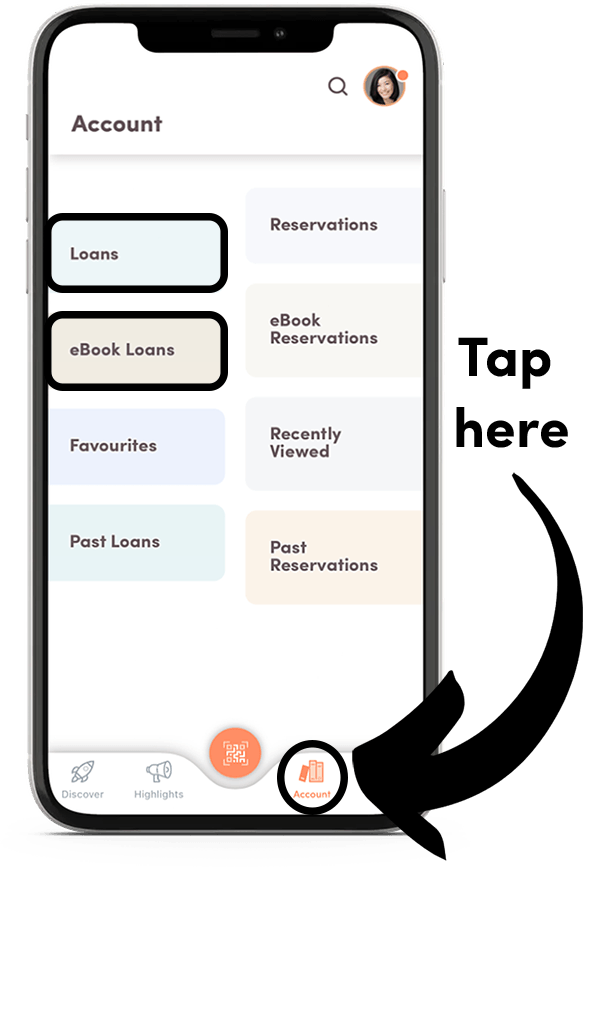 Account
Loans
eBook Loans
Favourites
Past Loans
Reservations
eBook
Reservations
Recently
Viewed
Past
Reservations
Discover
Highlights
Account
Tap
here